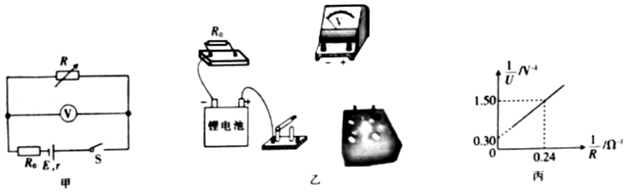 R
V
R₀ E,r S
甲
R₀
V
- +
- +
锂电池
乙
1/U /V⁻¹
1.50
0.30
0
0.24
1/R /Ω⁻¹
丙